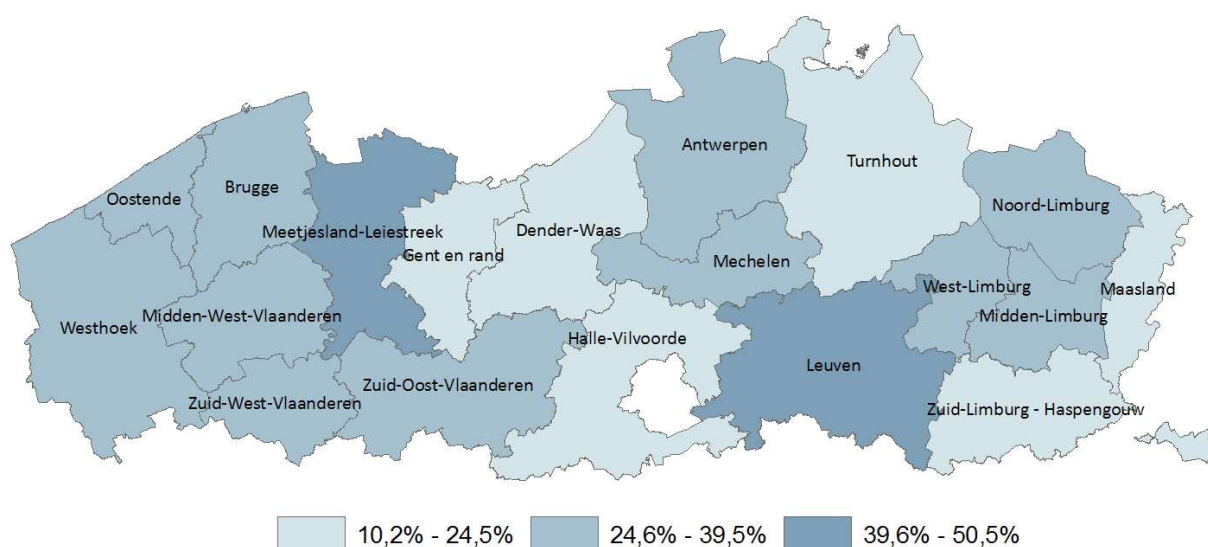 Antwerpen
Turnhout
Oostende
Brugge
Noord-Limburg
Meetjesland-Leiestreek
Dender-Waas
Gent en rand
Mechelen
West-Limburg
Maasland
Westhoek
Midden-West-Vlaanderen
Midden-Limburg
Halle-Vilvoorde
Leuven
Zuid-Oost-Vlaanderen
Zuid-West-Vlaanderen
Zuid-Limburg - Haspengouw
10,2% - 24,5% 24,6% - 39,5% 39,6% - 50,5%